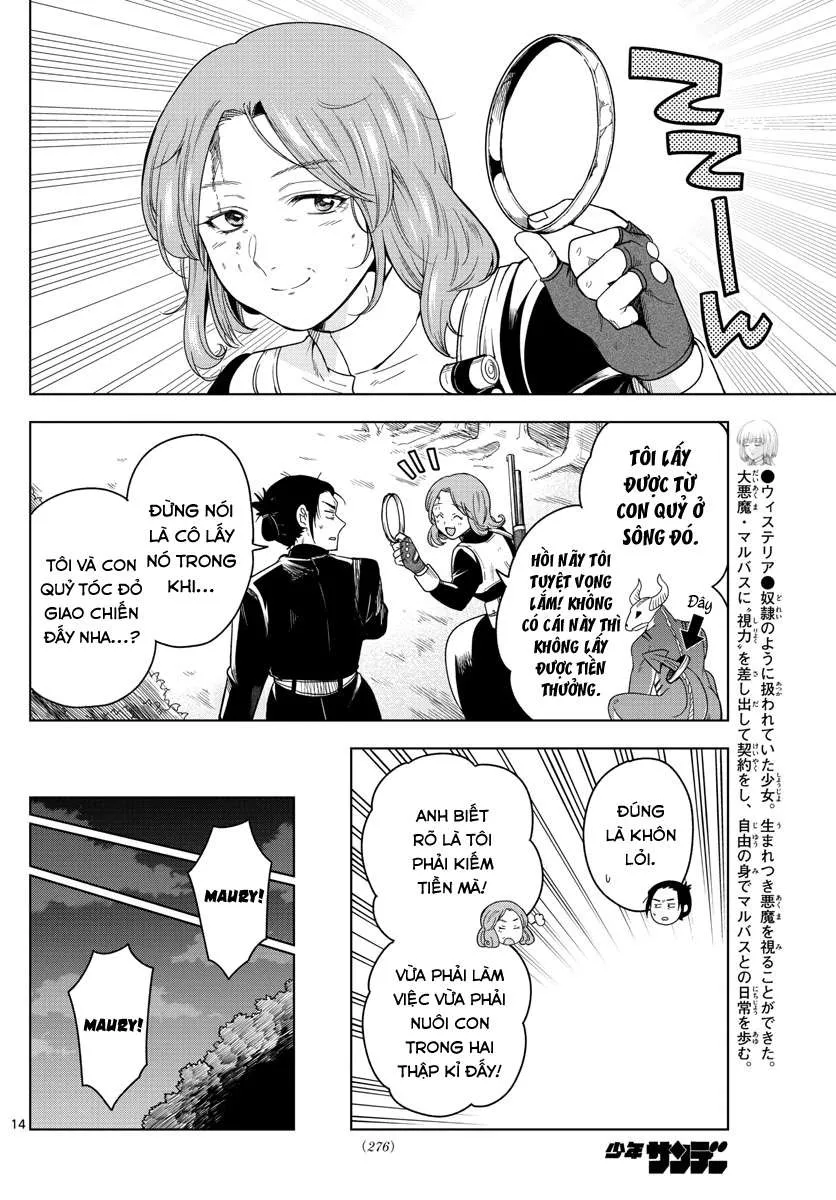 ババーん
TÔI LẤY
ĐƯỢC TỪ
CON QUỶ Ở
SÔNG ĐÓ.
Đây
HỒI NÃY TÔI
TUYỆT VỌNG
LẮM! KHÔNG
CÓ CÁI NÀY THÌ
KHÔNG LẤY
ĐƯỢC TIỀN
THƯỞNG.
ĐỪNG NÓI
LÀ CÔ LẤY
NÓ TRONG
KHI...
TÔI VÀ CON
QUỶ TÓC ĐỎ
GIAO CHIẾN
ĐẤY NHA...?
●ウィステリア●奴隷のように扱われていた少女。生まれつき悪魔を視ることができた。
大悪魔・マルバスに〝視力〟を差し出して契約をし、自由の身でマルバスとの日常を歩む。
ĐÚNG
LÀ KHÔN
LỎI.
ANH BIẾT
RÕ LÀ TÔI
PHẢI KIẾM
TIỀN MÀ!
VỪA PHẢI LÀM
VIỆC VỪA PHẢI
NUÔI CON
TRONG HAI
THẬP KỈ ĐẤY!
MAURY!
MAURY!
14
(276)
少年サンデー